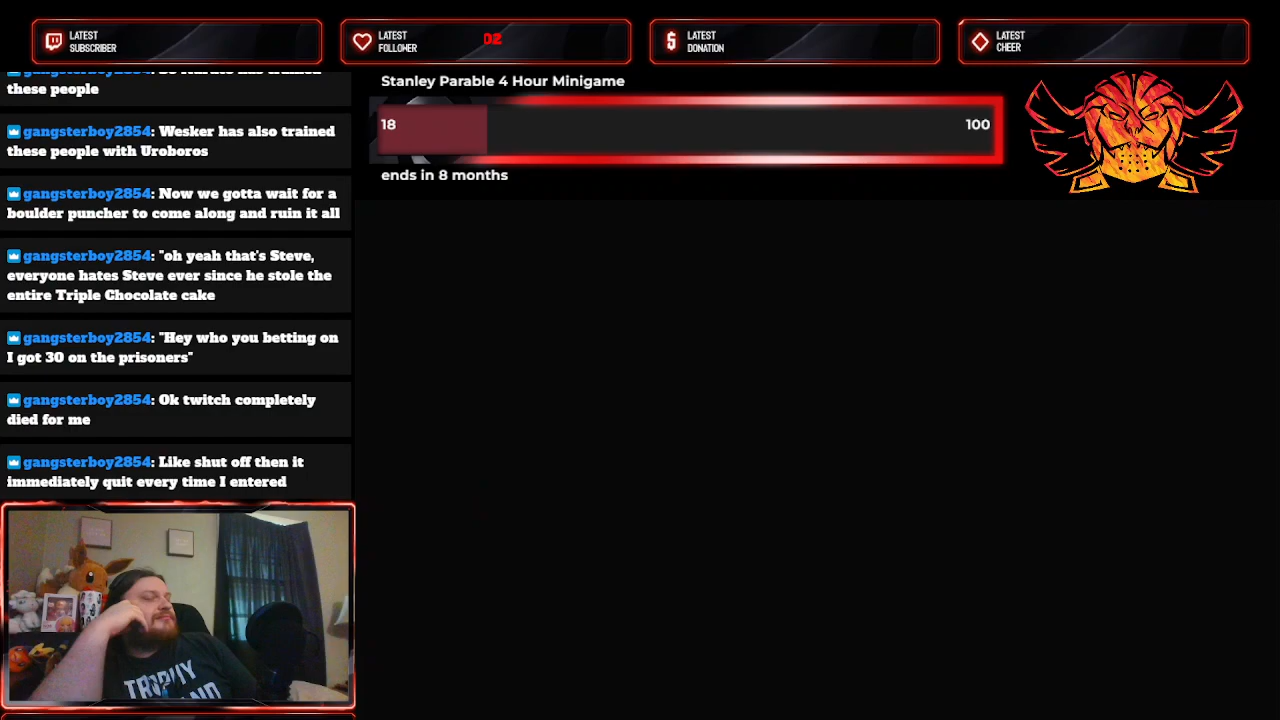 LATEST
SUBSCRIBER
LATEST
FOLLOWER
02
LATEST
DONATION
LATEST
CHEER
these people
gangsterboy2854: Wesker has also trained
these people with Uroboros
gangsterboy2854: Now we gotta wait for a
boulder puncher to come along and ruin it all
gangsterboy2854: "oh yeah that's Steve,
everyone hates Steve ever since he stole the
entire Triple Chocolate cake
gangsterboy2854: "Hey who you betting on
I got 30 on the prisoners"
gangsterboy2854: Ok twitch completely
died for me
gangsterboy2854: Like shut off then it
immediately quit every time I entered
Stanley Parable 4 Hour Minigame
18
100
ends in 8 months